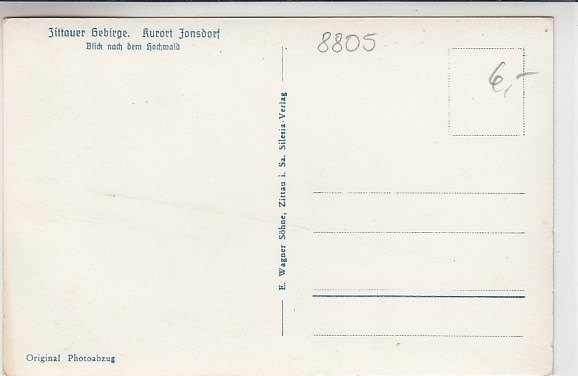 Zittauer Gebirge. Kurort Jonsdorf
Blick nach dem Hochwald
8805
6,-
E. Wagner Söhne, Zittau i. Sa. Silesia-Verlag
Original Photoabzug